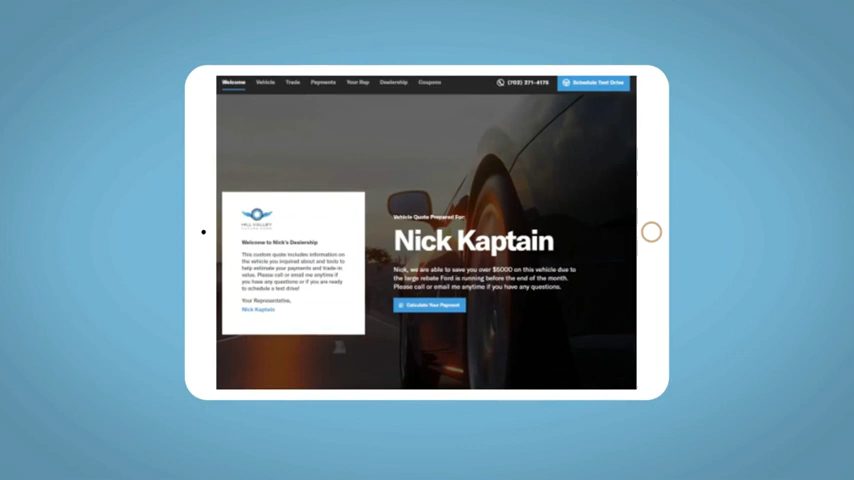 Welcome Vehicle Trade Payments Your Rep Dealership Coupons (702) 271-4175 Schedule Test Drive
HILL VALLEY
Welcome to Nick's Dealership
This custom quote includes information on
the vehicle you inquired about and tools to
help estimate your payments and trade-in
value. Please call or email me anytime if
you have any questions or if you are ready
to schedule a test drive!
Your Representative,
Nick Kaptain
Vehicle Quote Prepared For:
Nick Kaptain
Nick, we are able to save you over $6000 on this vehicle due to
the large rebate Ford is running before the end of the month.
Please call or email me anytime if you have any questions.
Calculate Your Payment